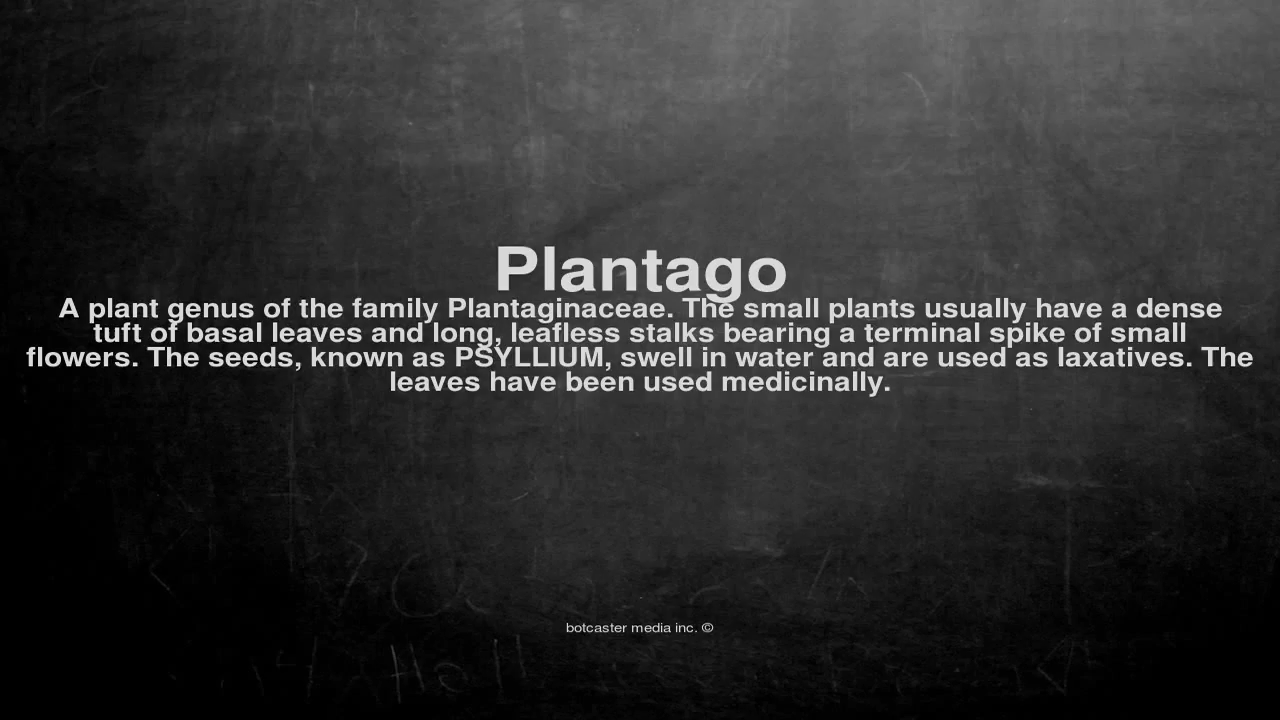 Plantago
A plant genus of the family Plantaginaceae. The small plants usually have a dense
tuft of basal leaves and long, leafless stalks bearing a terminal spike of small
flowers. The seeds, known as PSYLLIUM, swell in water and are used as laxatives. The
leaves have been used medicinally.
botcaster media inc. ©